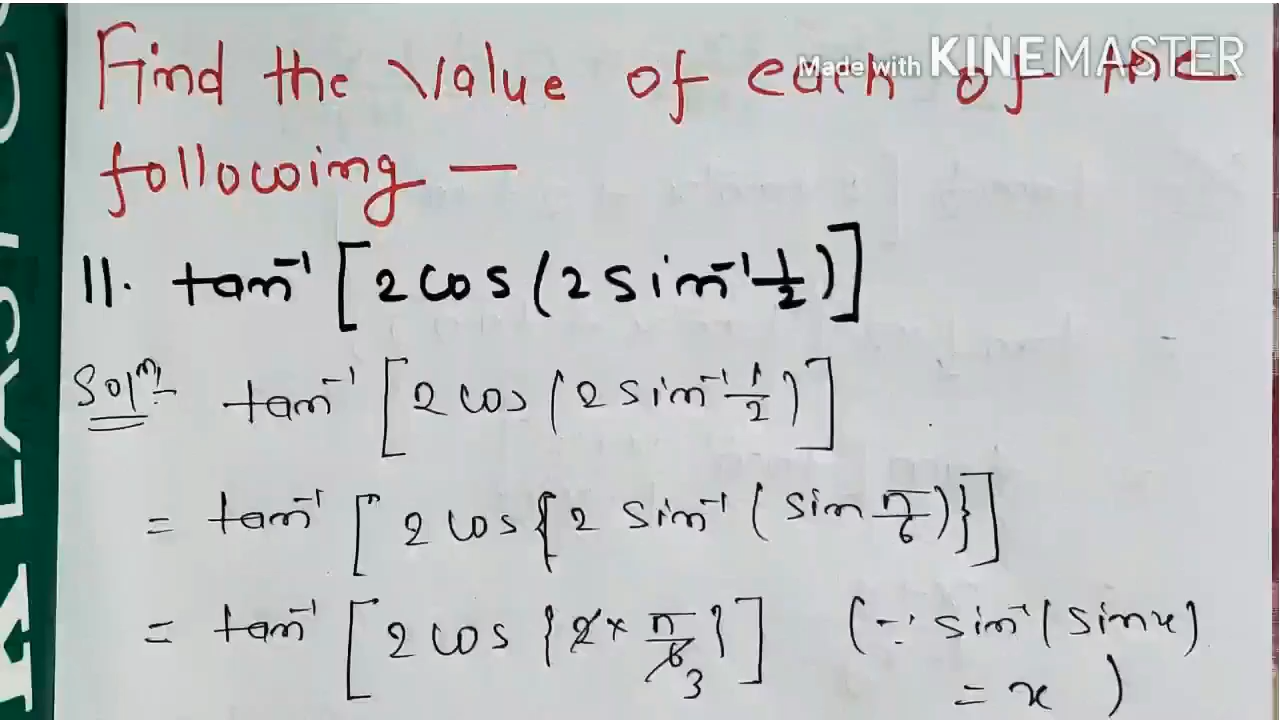 Find the value of each of the
Made with KINEMASTER
following —
11. tan⁻¹ [2 cos (2 sin⁻¹ 1/2)]
Solⁿ:- tan⁻¹ [2 cos (2 sin⁻¹ 1/2)]
= tan⁻¹ [2 cos {2 sin⁻¹ (sin π/6)}]
= tan⁻¹ [2 cos {2 × π/6 3}] (∵ sin⁻¹ (sin x)
= x )